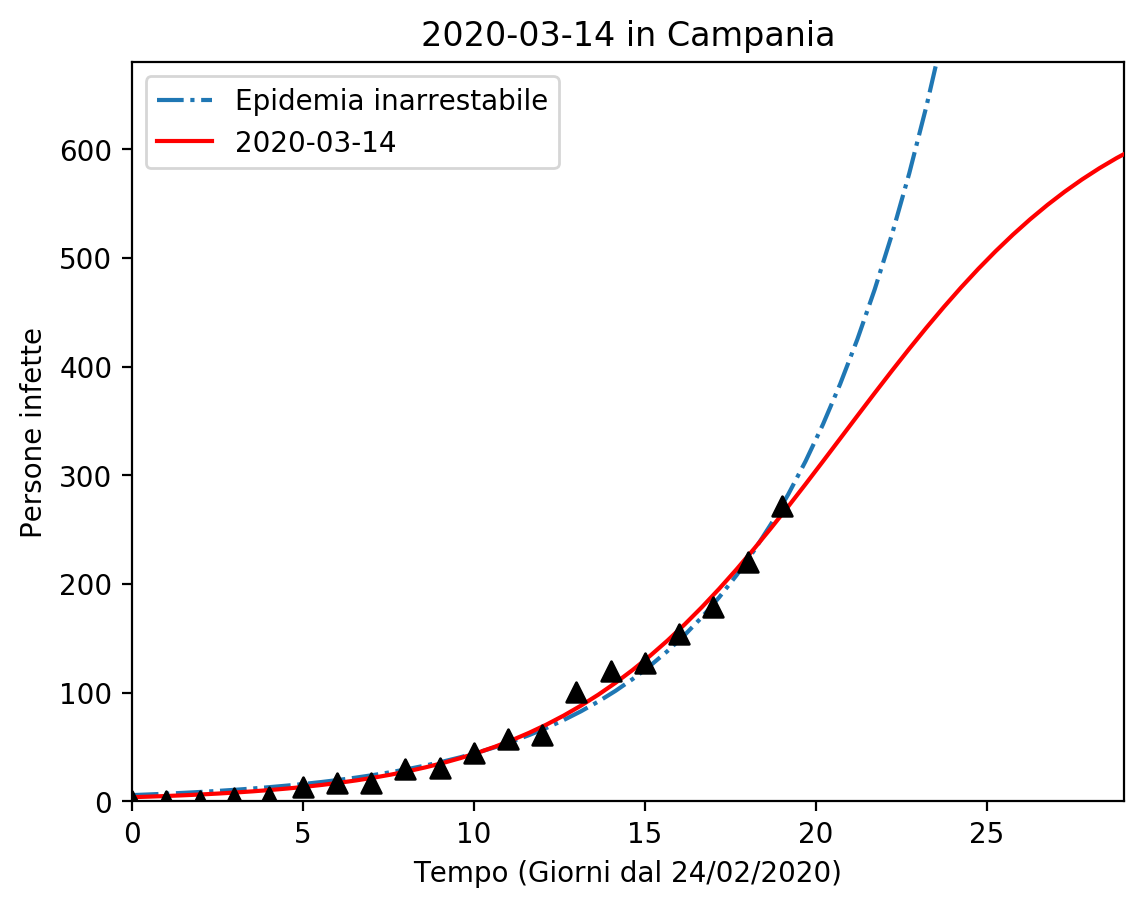 2020-03-14 in Campania
Epidemia inarrestabile
2020-03-14
Persone infette
600
500
400
300
200
100
0
0 5 10 15 20 25
Tempo (Giorni dal 24/02/2020)